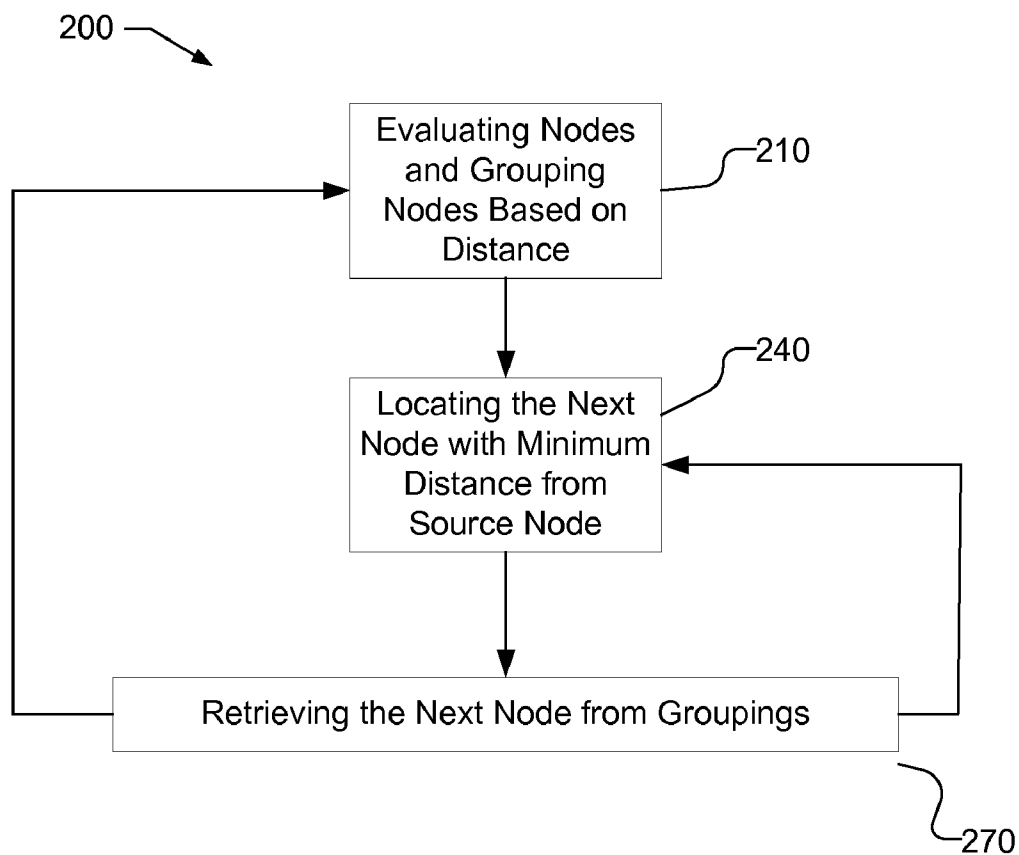 200
Evaluating Nodes
and Grouping
Nodes Based on
Distance
210
240
Locating the Next
Node with Minimum
Distance from
Source Node
Retrieving the Next Node from Groupings
270